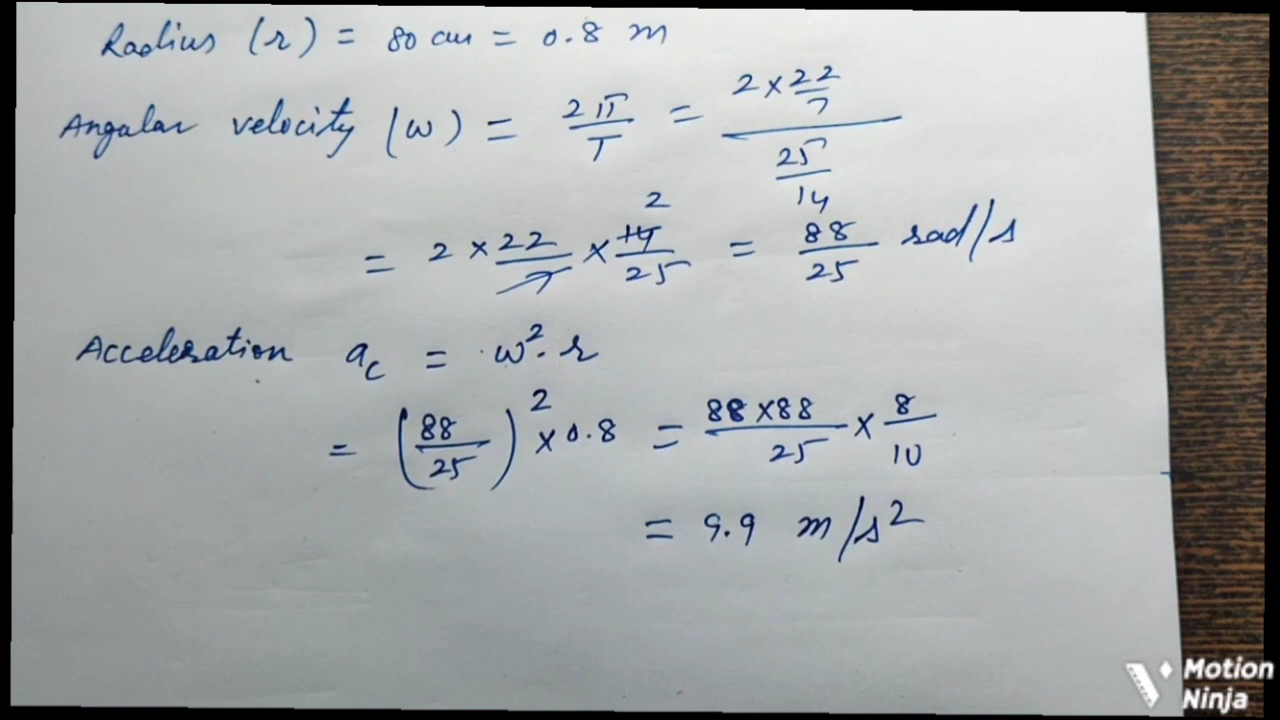 Radius (r) = 80 cm = 0.8 m
Angular velocity (ω) = 2π/T = (2 × 22/7)/(25/14)
= 2 × 22/7 × 14/25 2 = 88/25 rad/s
Acceleration a_c = ω². r
= (88/25)² × 0.8 = 88 × 88/25 × 8/10
= 9.9 m/s²
Motion
Ninja